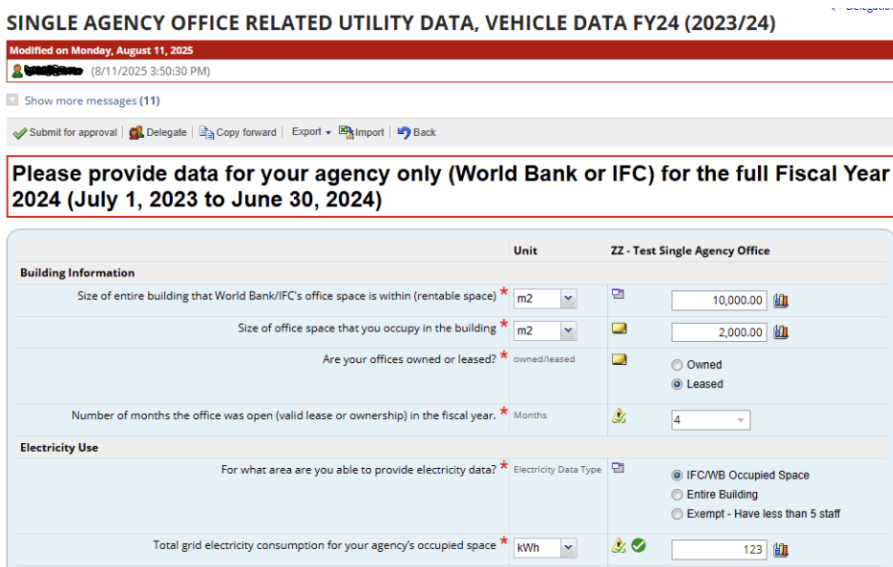 SINGLE AGENCY OFFICE RELATED UTILITY DATA, VEHICLE DATA FY24 (2023/24)
Modified on Monday, August 11, 2025
(8/11/2025 3:50:30 PM)
Show more messages (11)
Submit for approval Delegate Copy forward Export Import Back
Please provide data for your agency only (World Bank or IFC) for the full Fiscal Year
2024 (July 1, 2023 to June 30, 2024)
Unit ZZ - Test Single Agency Office
Building Information
Size of entire building that World Bank/IFC's office space is within (rentable space) * m2 10,000.00
Size of office space that you occupy in the building * m2 2,000.00
Are your offices owned or leased? * owned/leased Owned
Leased
Number of months the office was open (valid lease or ownership) in the fiscal year. * Months 4
Electricity Use
For what area are you able to provide electricity data? * Electricity Data Type IFC/WB Occupied Space
Entire Building
Exempt - Have less than 5 staff
Total grid electricity consumption for your agency's occupied space * kWh 123